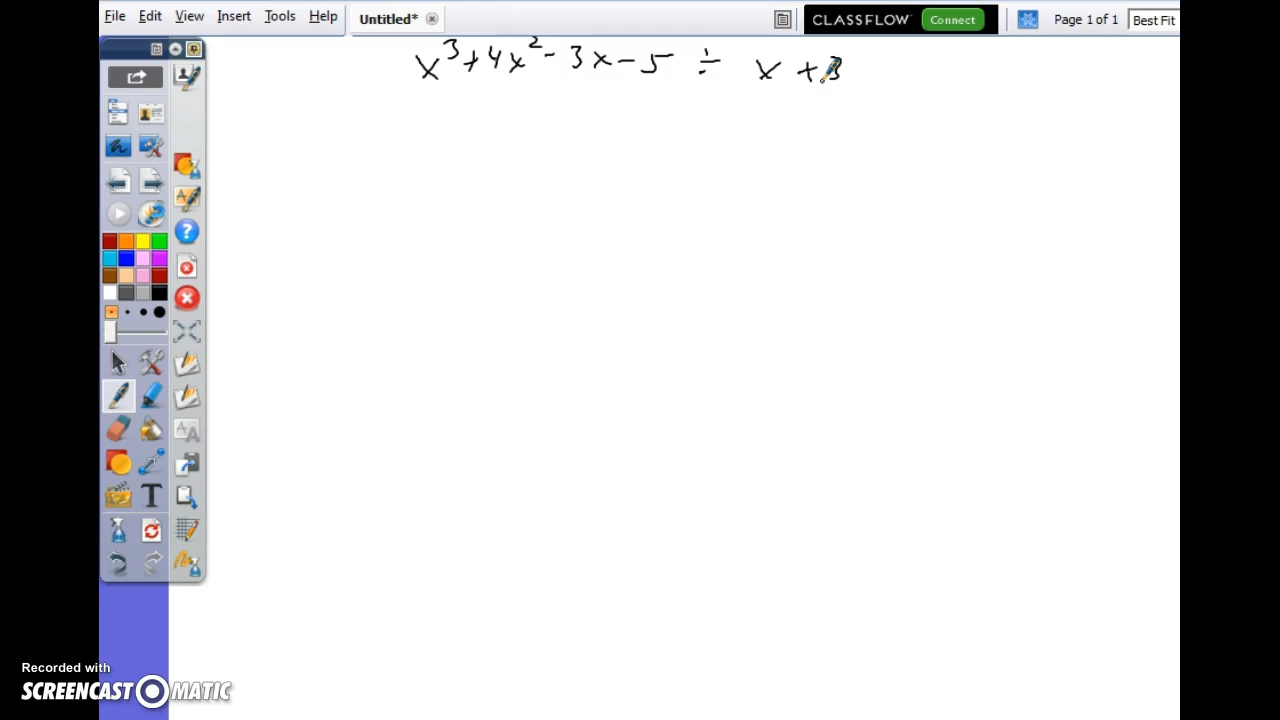 File Edit View Insert Tools Help Untitled* CLASSFLOW Connect Page 1 of 1 Best Fit
x³+4x²-3x-5 ÷ x+3
Recorded with
SCREENCAST O MATIC